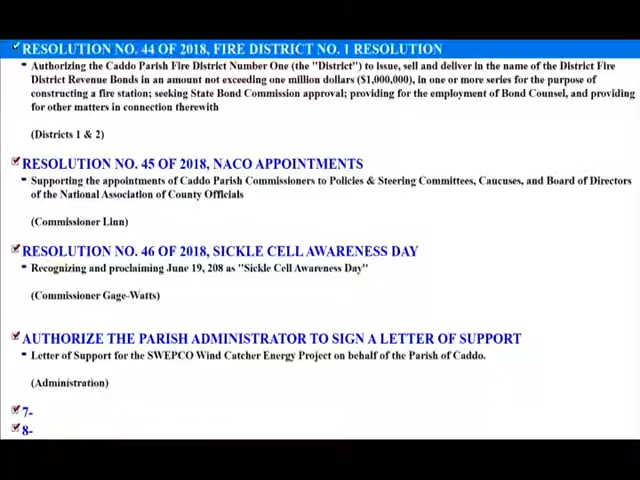 RESOLUTION NO. 44 OF 2018, FIRE DISTRICT NO. 1 RESOLUTION
Authorizing the Caddo Parish Fire District Number One (the "District") to issue, sell and deliver in the name of the District Fire
District Revenue Bonds in an amount not exceeding one million dollars ($1,000,000), in one or more series for the purpose of
constructing a fire station; seeking State Bond Commission approval; providing for the employment of Bond Counsel, and providing
for other matters in connection therewith
(Districts 1 & 2)
RESOLUTION NO. 45 OF 2018, NACO APPOINTMENTS
Supporting the appointments of Caddo Parish Commissioners to Policies & Steering Committees, Caucuses, and Board of Directors
of the National Association of County Officials
(Commissioner Linn)
RESOLUTION NO. 46 OF 2018, SICKLE CELL AWARENESS DAY
Recognizing and proclaiming June 19, 208 as "Sickle Cell Awareness Day"
(Commissioner Gage-Watts)
AUTHORIZE THE PARISH ADMINISTRATOR TO SIGN A LETTER OF SUPPORT
Letter of Support for the SWEPCO Wind Catcher Energy Project on behalf of the Parish of Caddo.
(Administration)
7-
8-